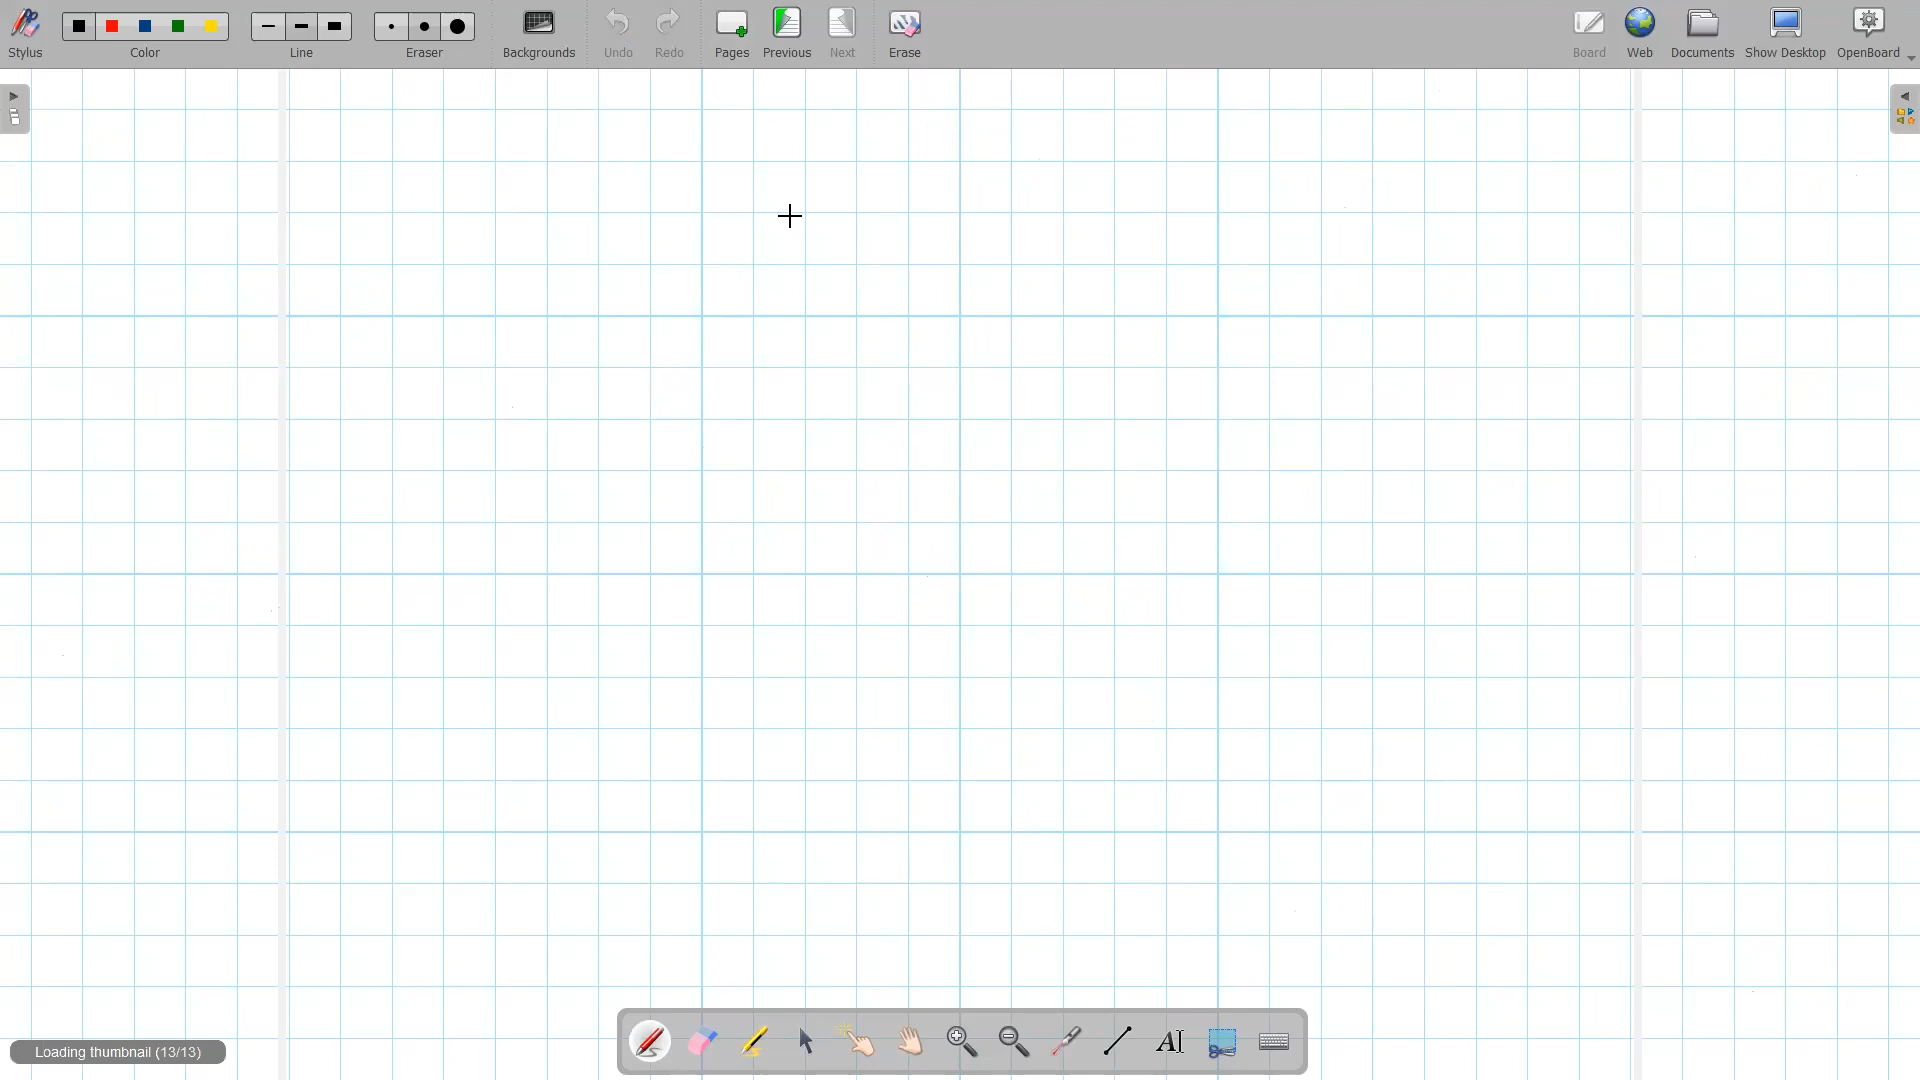 Stylus
Color
Line
Eraser
Backgrounds
Undo
Redo
Pages
Previous
Next
Erase
Board
Web
Documents
Show Desktop
OpenBoard
Loading thumbnail (13/13)